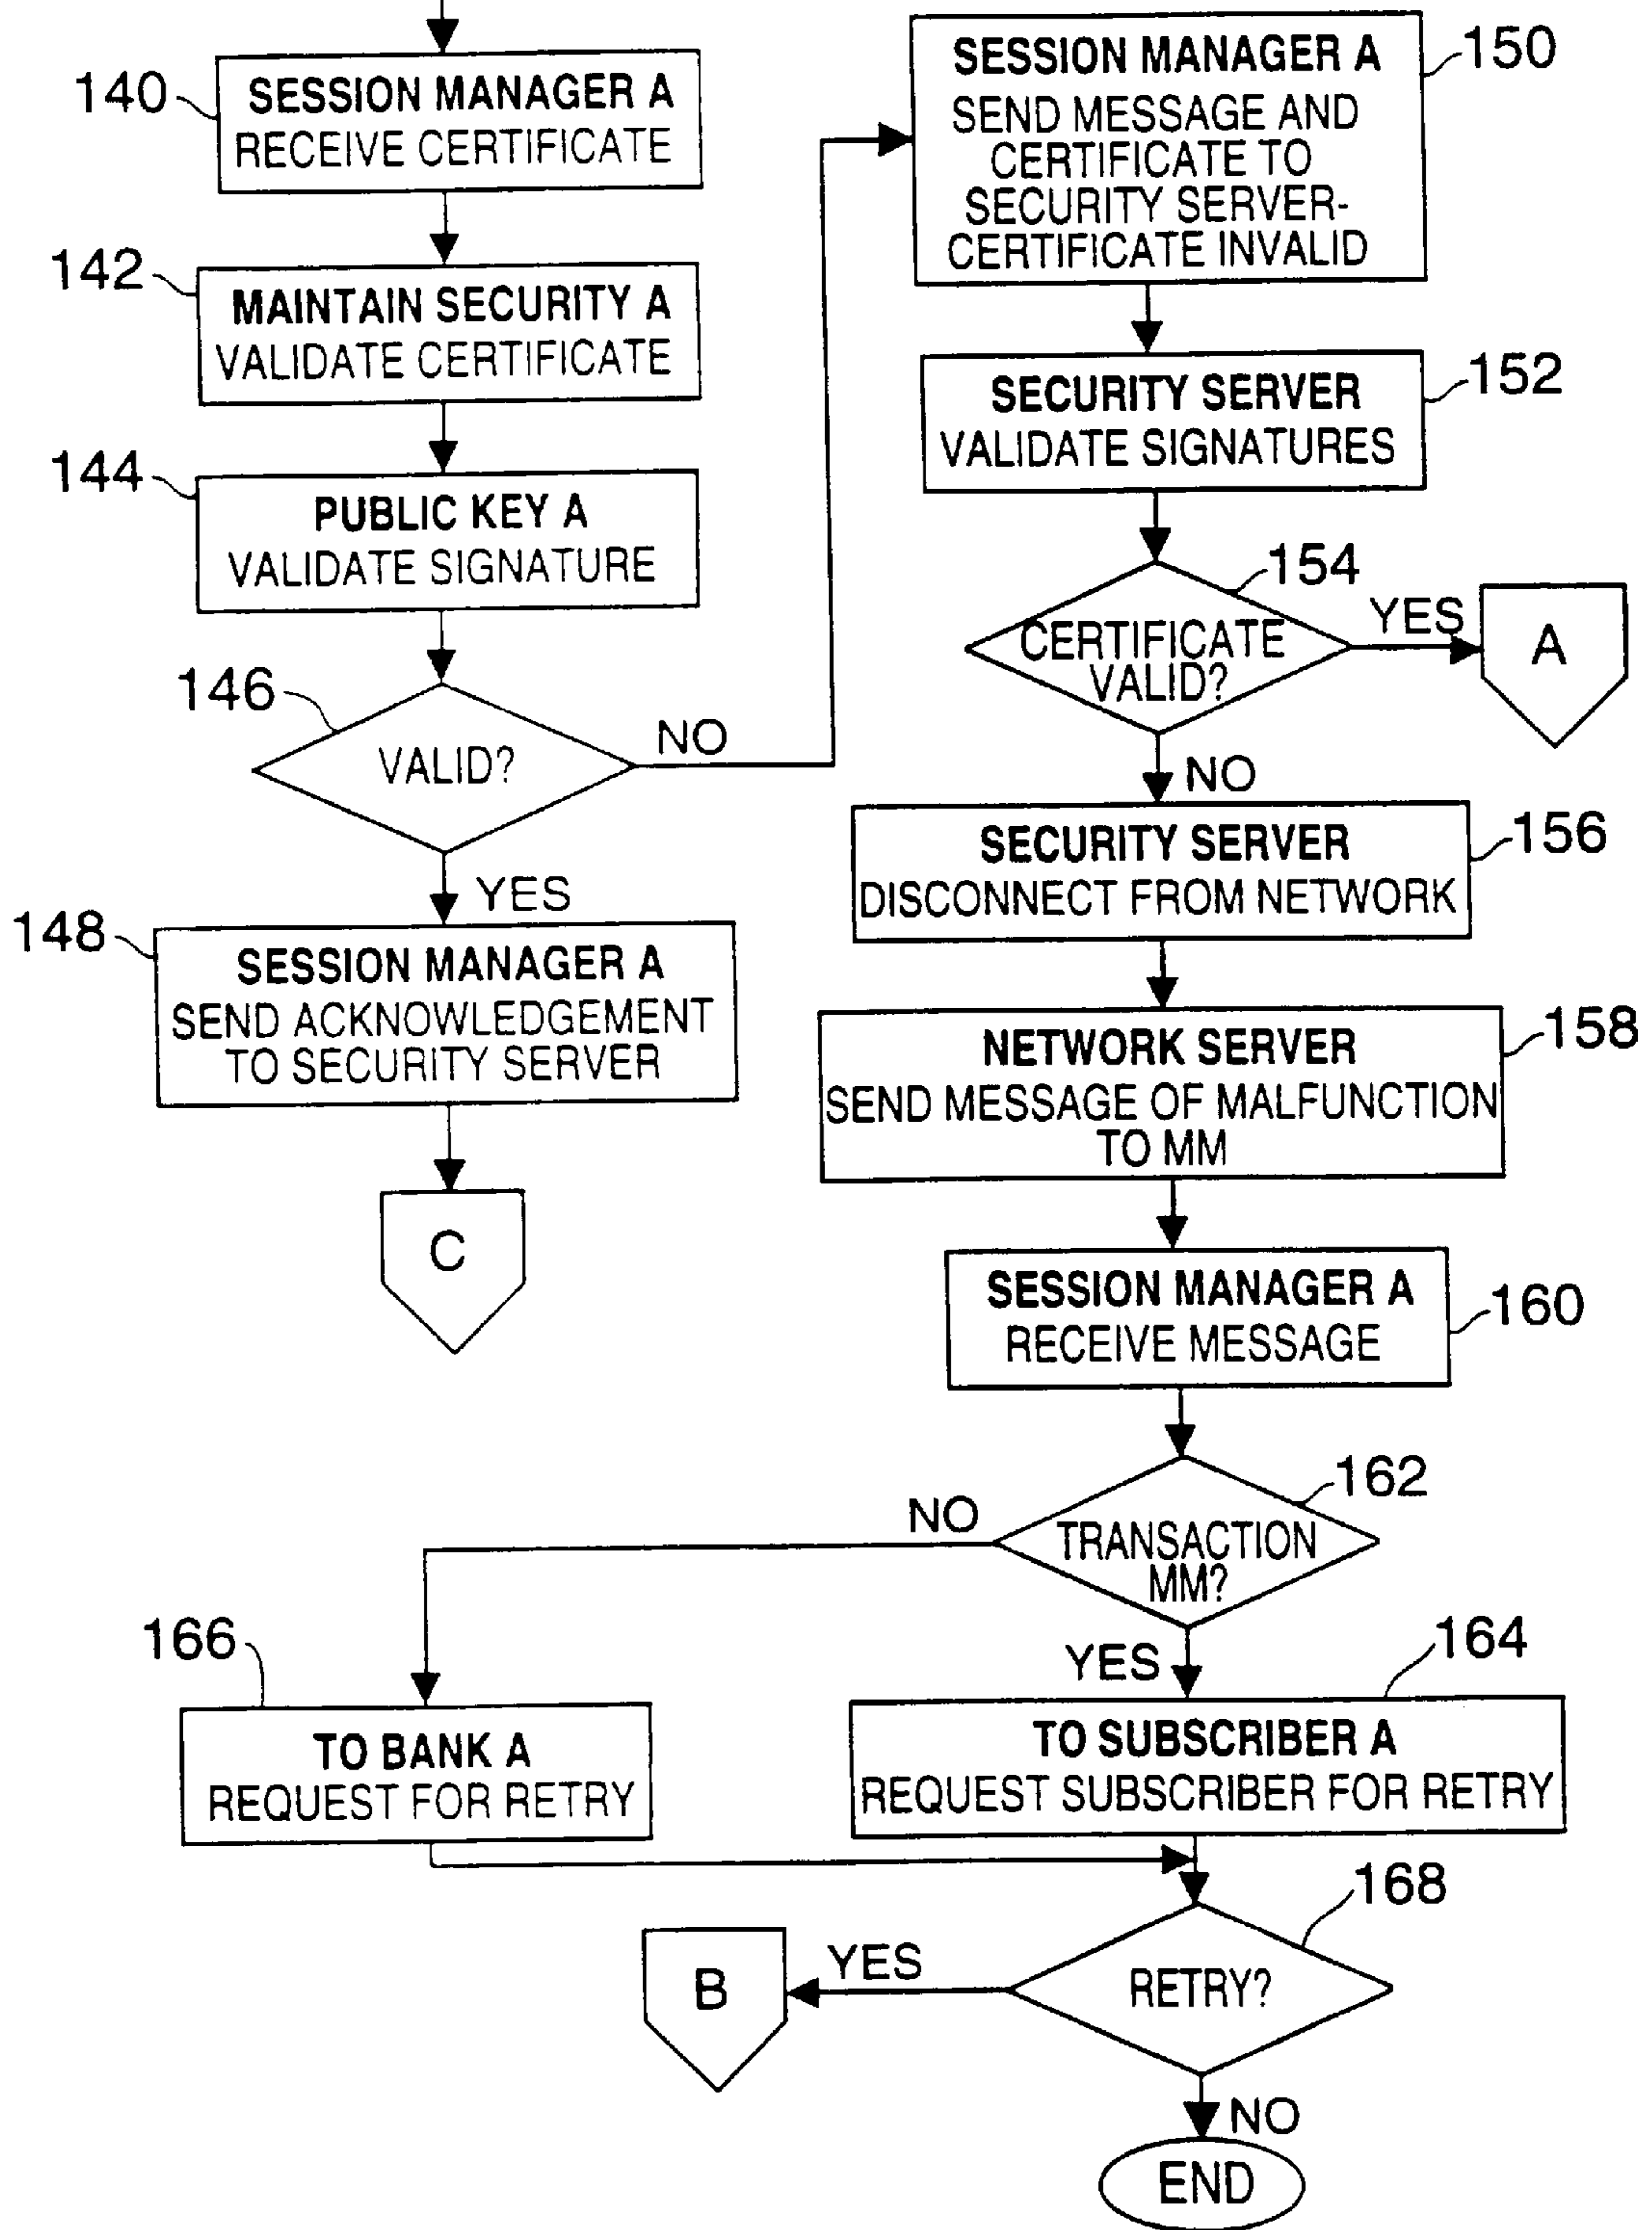 140
SESSION MANAGER A
RECEIVE CERTIFICATE
142
MAINTAIN SECURITY A
VALIDATE CERTIFICATE
144
PUBLIC KEY A
VALIDATE SIGNATURE
146
VALID?
NO
YES
148
SESSION MANAGER A
SEND ACKNOWLEDGEMENT
TO SECURITY SERVER
C
150
SESSION MANAGER A
SEND MESSAGE AND
CERTIFICATE TO
SECURITY SERVER-
CERTIFICATE INVALID
152
SECURITY SERVER
VALIDATE SIGNATURES
154
CERTIFICATE
VALID?
YES
A
NO
156
SECURITY SERVER
DISCONNECT FROM NETWORK
158
NETWORK SERVER
SEND MESSAGE OF MALFUNCTION
TO MM
160
SESSION MANAGER A
RECEIVE MESSAGE
162
TRANSACTION
MM?
NO
YES
166
TO BANK A
REQUEST FOR RETRY
164
TO SUBSCRIBER A
REQUEST SUBSCRIBER FOR RETRY
168
RETRY?
YES
B
NO
END